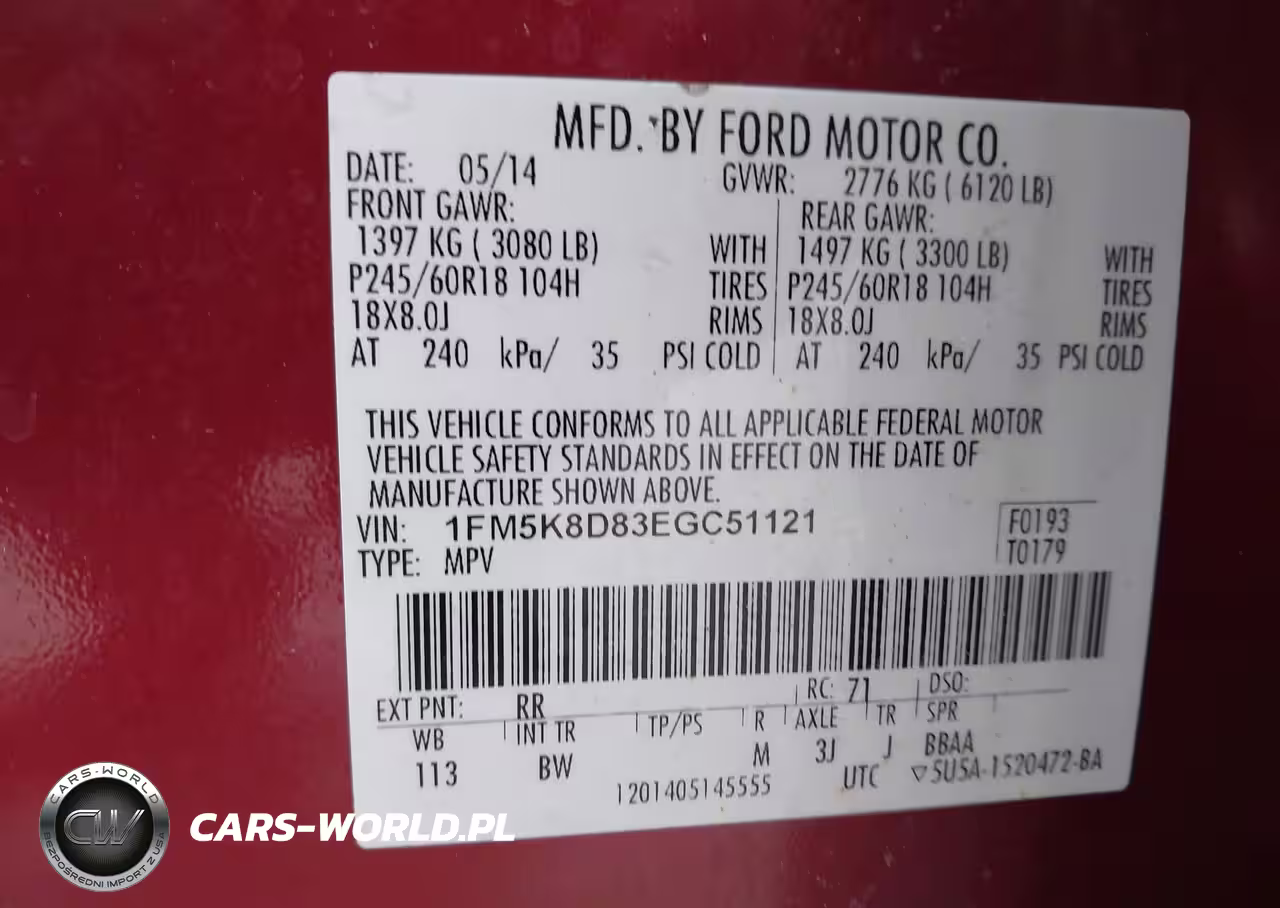 MFD. BY FORD MOTOR CO.
DATE: 05/14 GVWR: 2776 KG ( 6120 LB)
FRONT GAWR: REAR GAWR:
1397 KG ( 3080 LB) WITH 1497 KG ( 3300 LB) WITH
P245/60R18 104H TIRES P245/60R18 104H TIRES
18X8.0J RIMS 18X8.0J RIMS
AT 240 kPa/ 35 PSI COLD AT 240 kPa/ 35 PSI COLD
THIS VEHICLE CONFORMS TO ALL APPLICABLE FEDERAL MOTOR
VEHICLE SAFETY STANDARDS IN EFFECT ON THE DATE OF
MANUFACTURE SHOWN ABOVE.
VIN: 1FM5K8D83EGC51121 F0193
TYPE: MPV T0179
EXT PNT: RR RC: 71 DSO:
WB INT TR TP/PS R AXLE TR SPR
113 BW M 3J J BBAA
1201405145555 UTC ▽5U5A-1520472-BA
CARS-WORLD
CW
BEZPOŚREDNI IMPORT Z USA
CARS-WORLD.PL